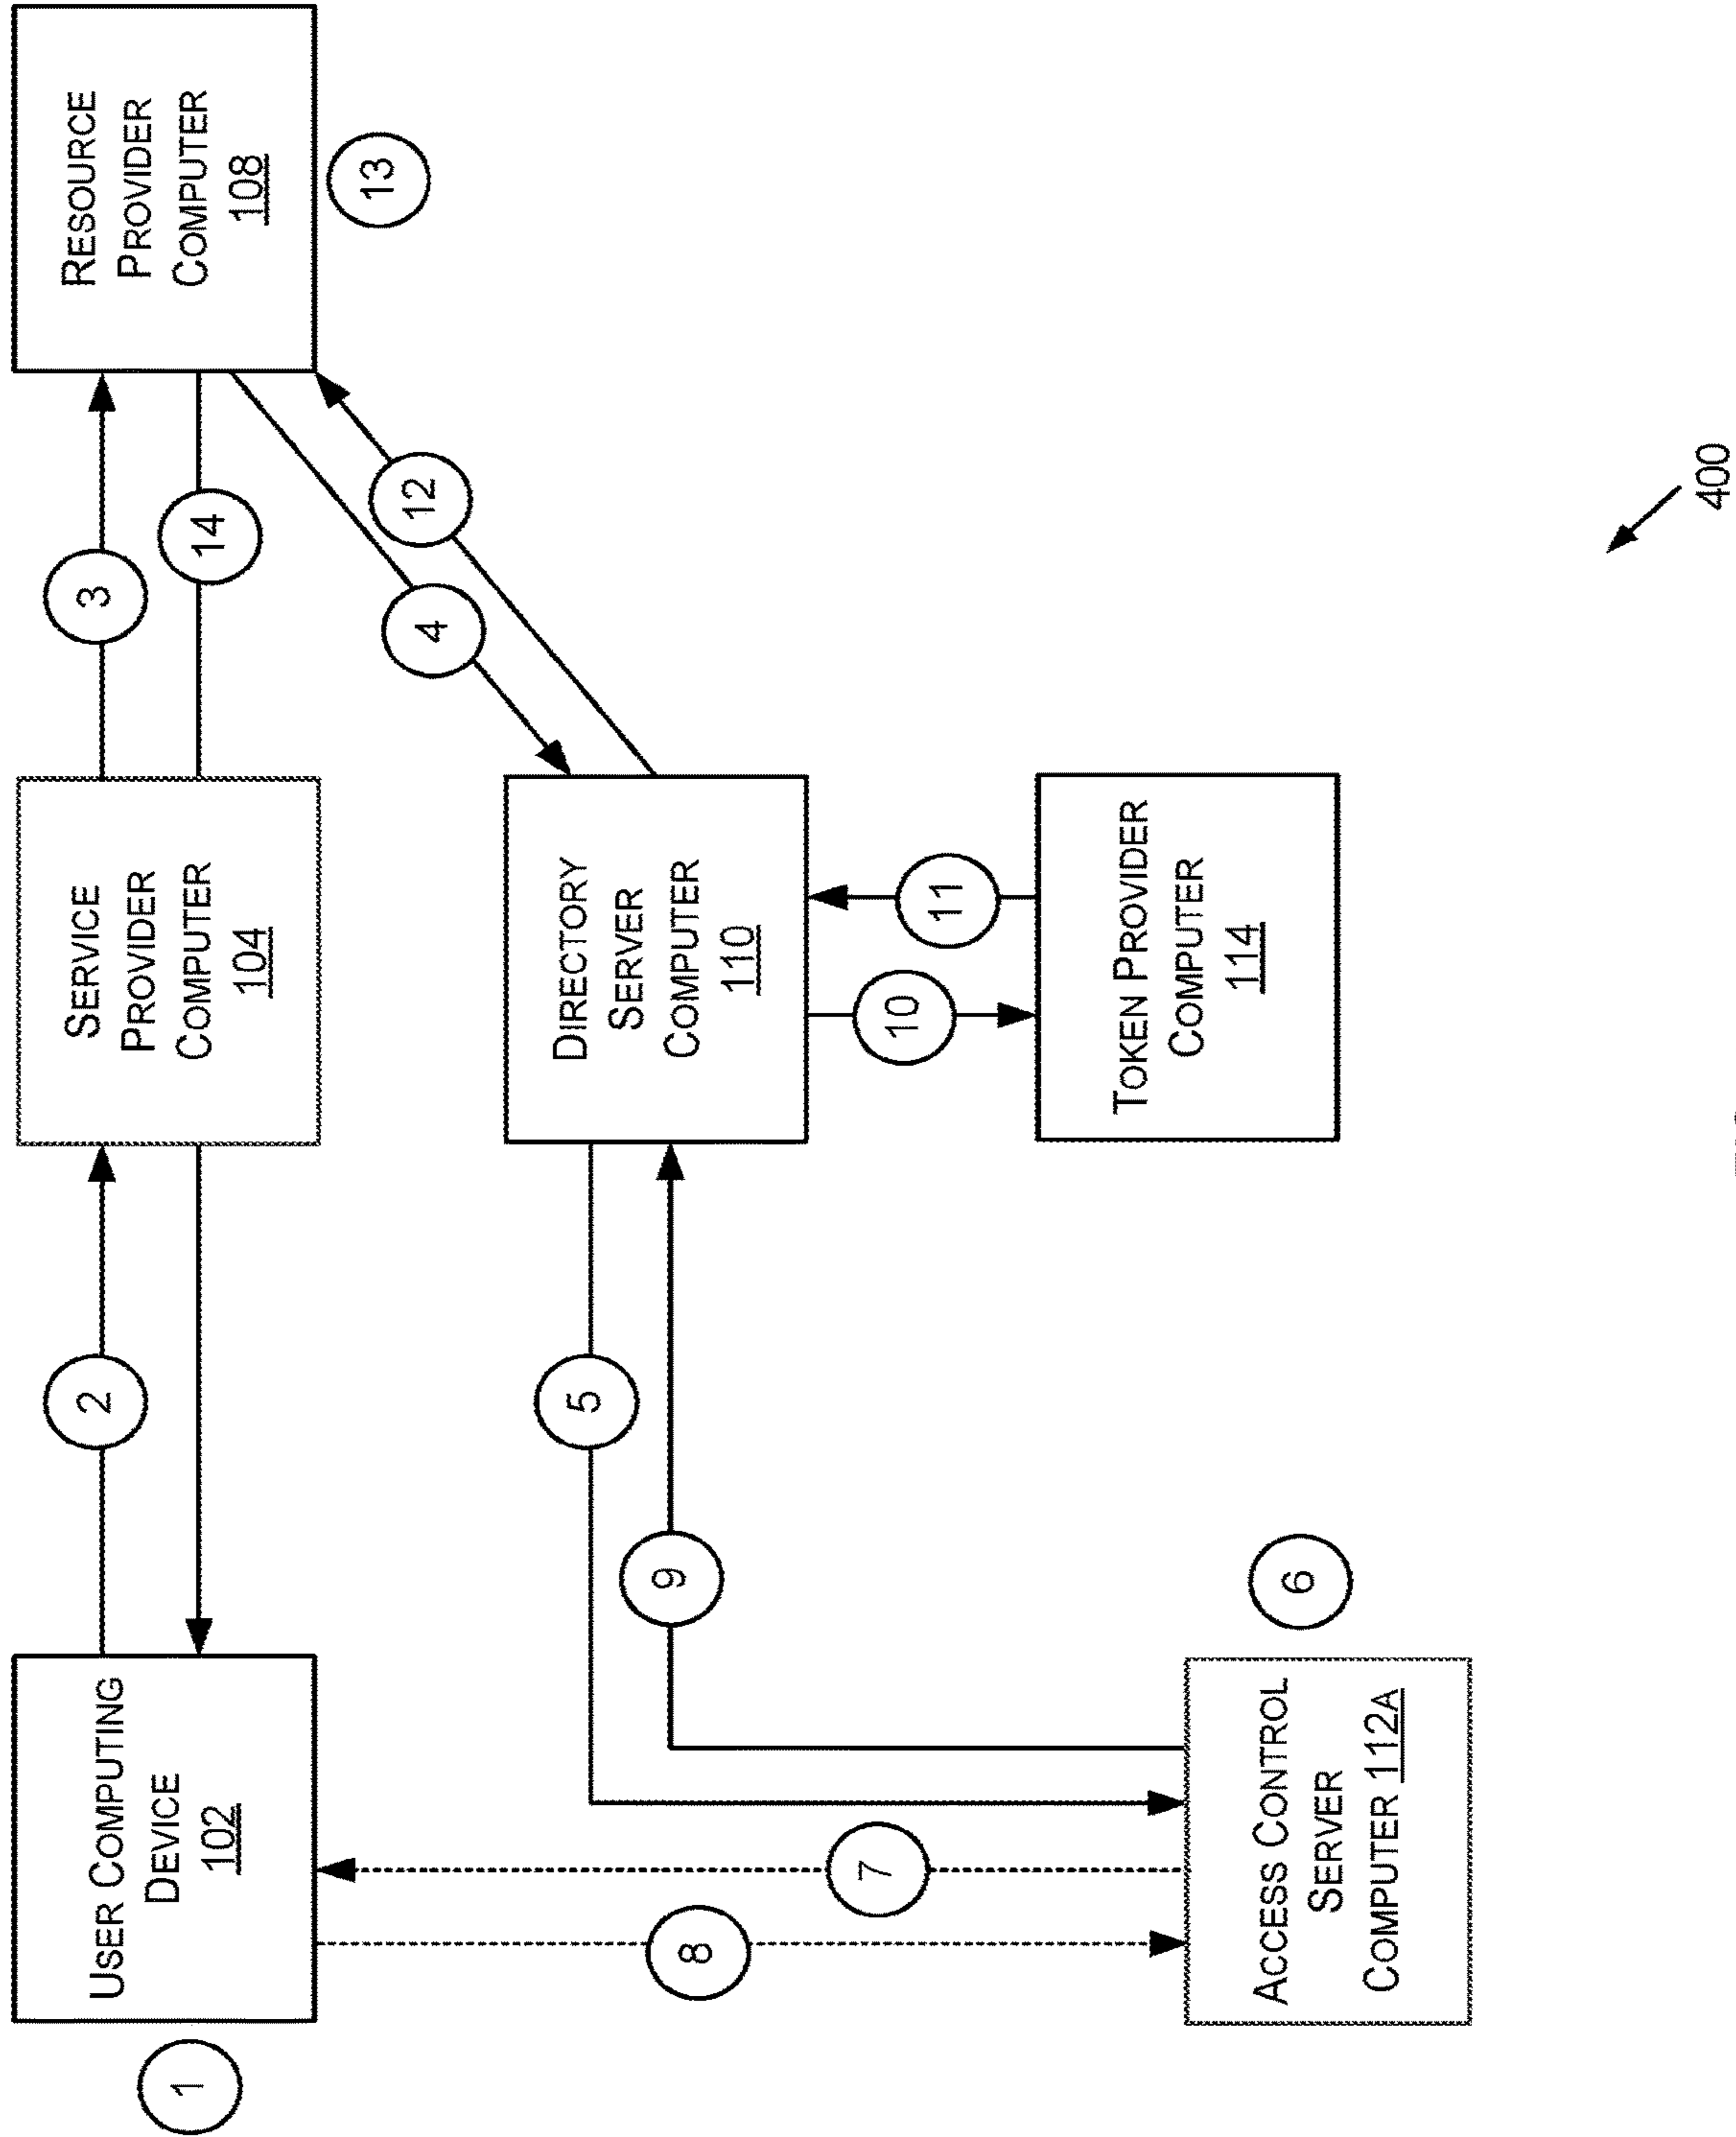 1
USER COMPUTING
DEVICE
102
2
SERVICE
PROVIDER
COMPUTER
104
3
14
RESOURCE
PROVIDER
COMPUTER
108
13
4
12
DIRECTORY
SERVER
COMPUTER
110
5
9
10
11
TOKEN PROVIDER
COMPUTER
114
7
8
6
ACCESS CONTROL
SERVER
COMPUTER 112A
400